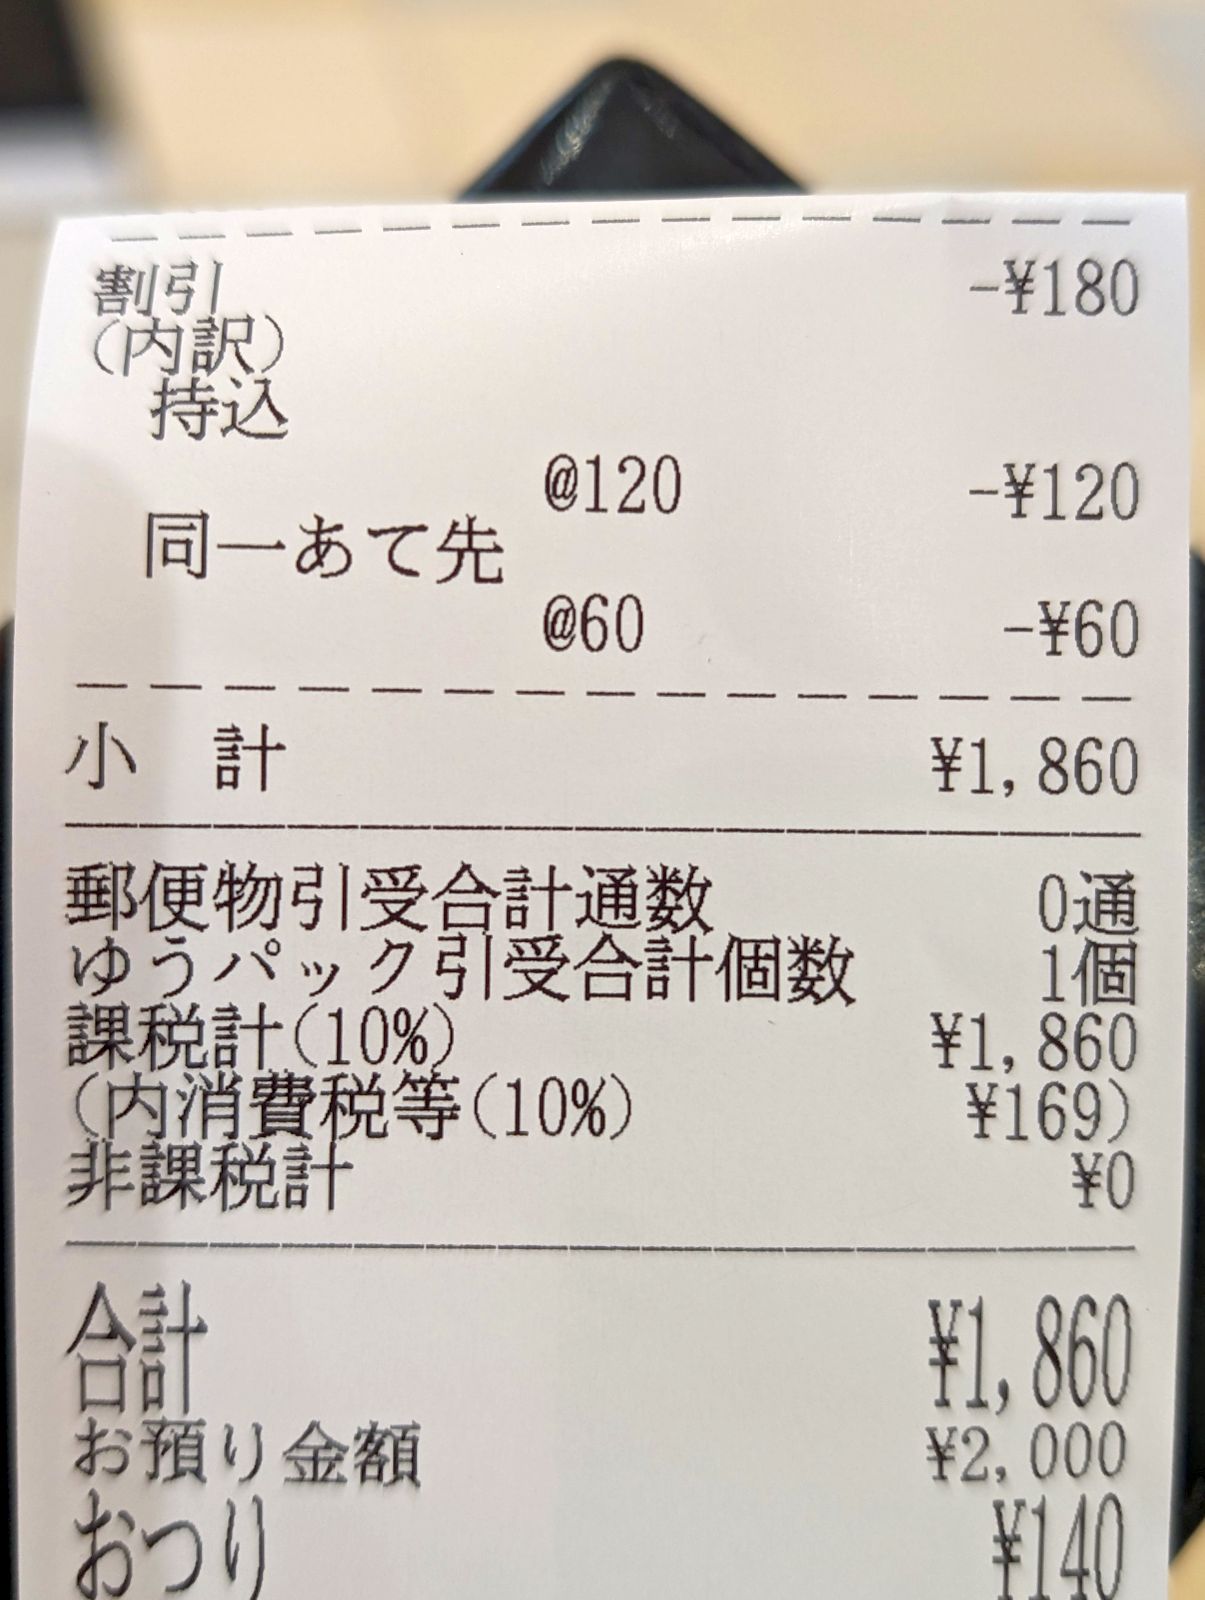 割引 -¥180
(内訳)
持込
@120 -¥120
同一あて先
@60 -¥60
小 計 ¥1,860
郵便物引受合計通数 0通
ゆうパック引受合計個数 1個
課税計(10%) ¥1,860
(内消費税等(10%) ¥169)
非課税計 ¥0
合計 ¥1,860
お預り金額 ¥2,000
おつり ¥140